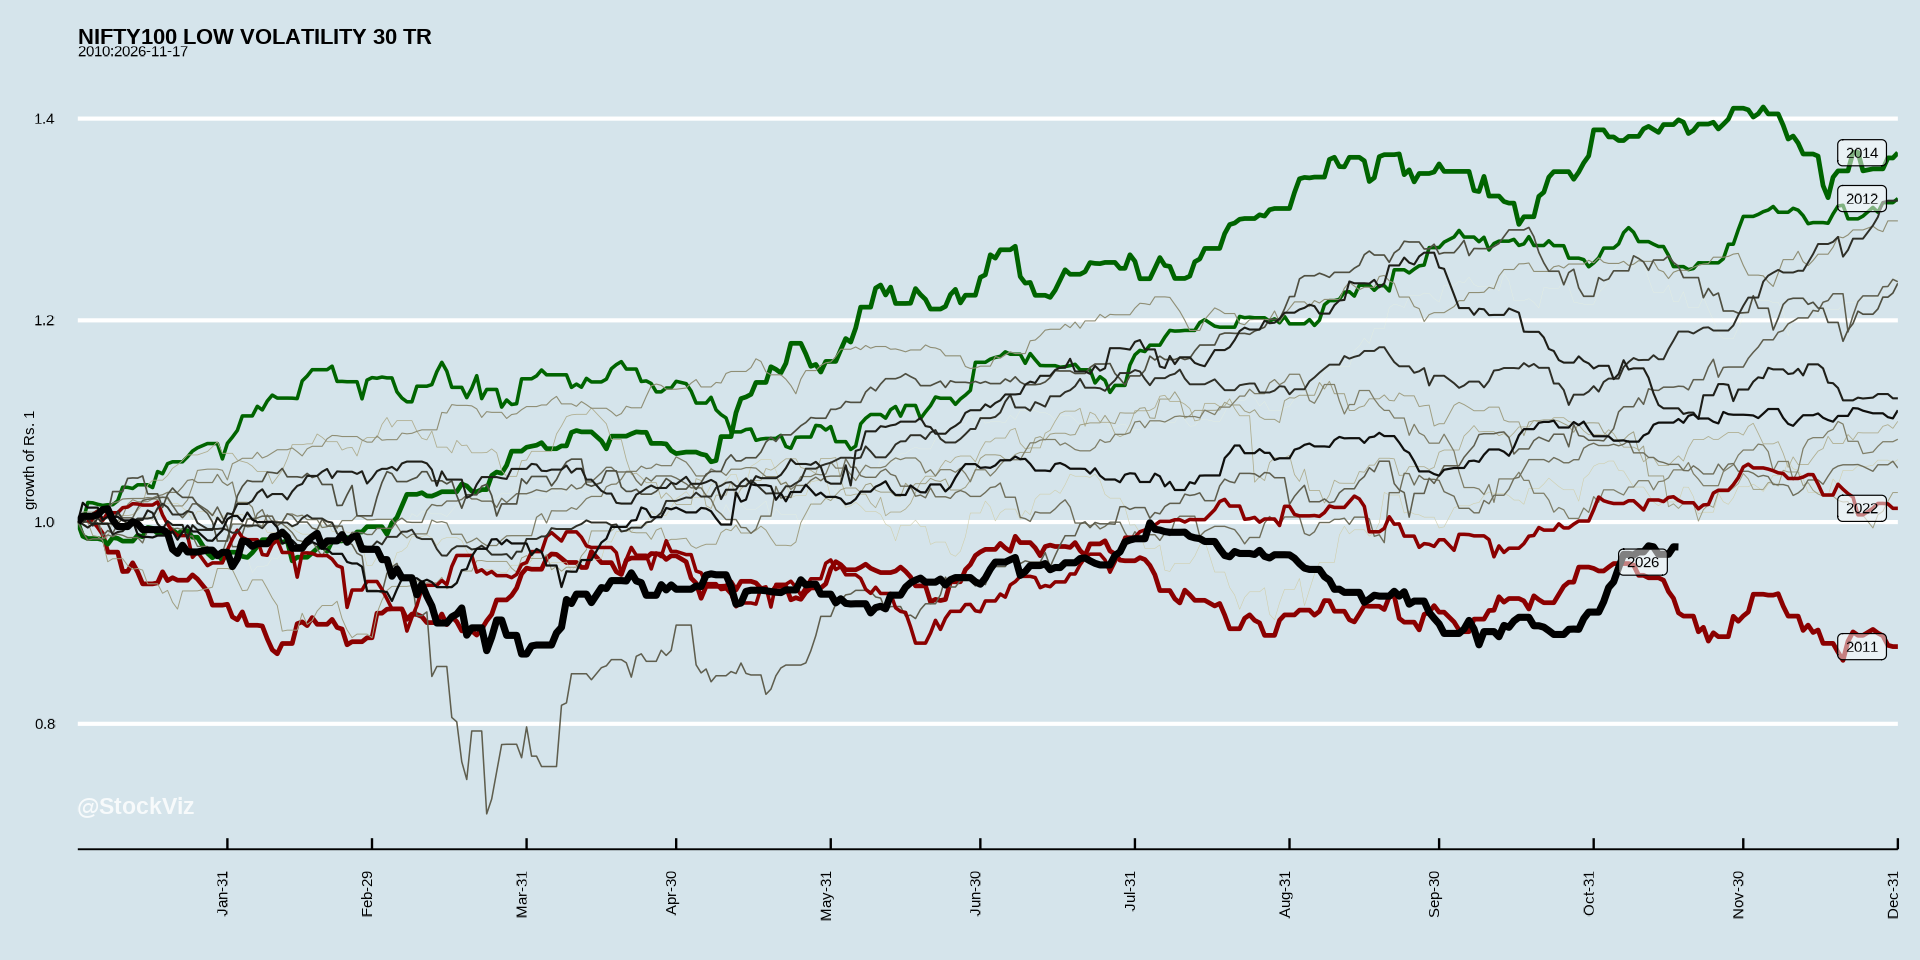 NIFTY100 LOW VOLATILITY 30 TR
2010:2026-11-17
growth of Rs. 1
1.4
1.2
1.0
0.8
2014
2012
2022
2026
2011
@StockViz
Jan-31
Feb-29
Mar-31
Apr-30
May-31
Jun-30
Jul-31
Aug-31
Sep-30
Oct-31
Nov-30
Dec-31